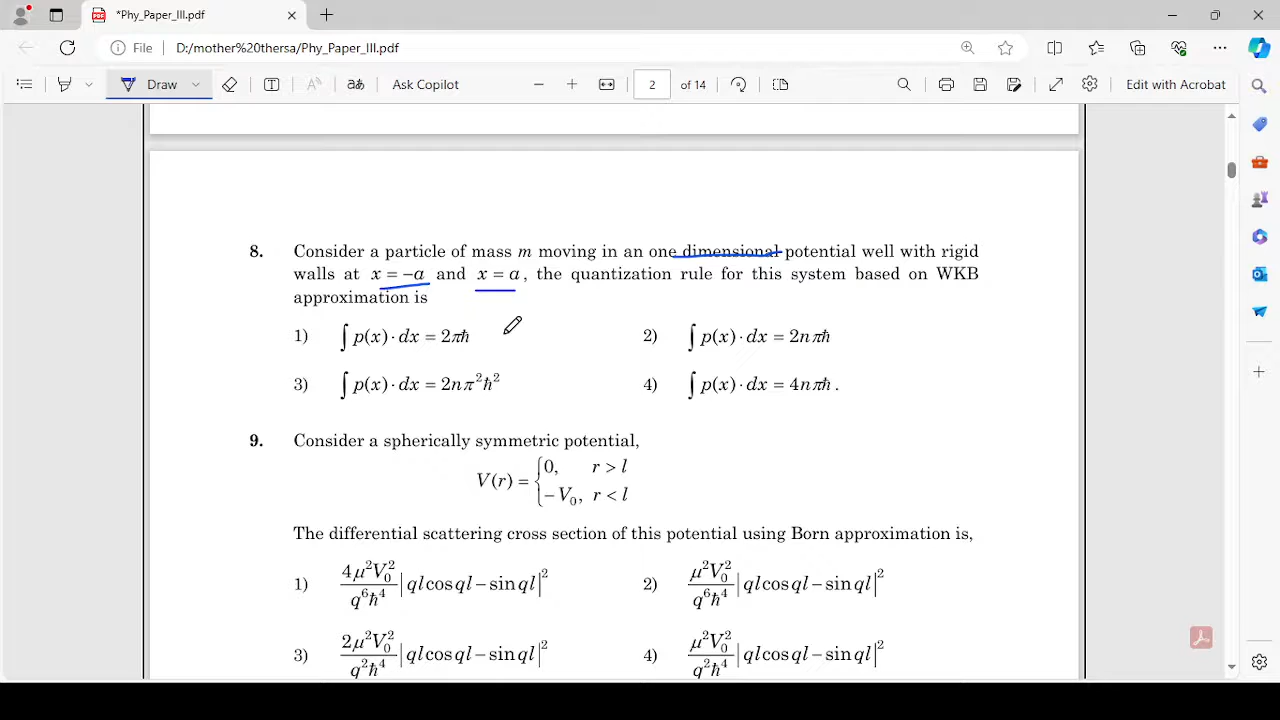 *Phy_Paper_III.pdf
File D:/mother%20thersa/Phy_Paper_III.pdf
Draw
Ask Copilot
2 of 14
Edit with Acrobat
8. Consider a particle of mass m moving in an one dimensional potential well with rigid
walls at x = –a and x = a, the quantization rule for this system based on WKB
approximation is
1) ∫ p(x)·dx = 2πħ 2) ∫ p(x)·dx = 2nπħ
3) ∫ p(x)·dx = 2nπ²ħ² 4) ∫ p(x)·dx = 4nπħ.
9. Consider a spherically symmetric potential,
V(r) = { 0, r > l
–V₀, r < l
The differential scattering cross section of this potential using Born approximation is,
1) 4μ²V₀²/q⁶ħ⁴ |ql cos ql – sin ql|² 2) μ²V₀²/q⁶ħ⁴ |ql cos ql – sin ql|²
3) 2μ²V₀²/q²ħ⁴ |ql cos ql – sin ql|² 4) μ²V₀²/q²ħ⁴ |ql cos ql – sin ql|²